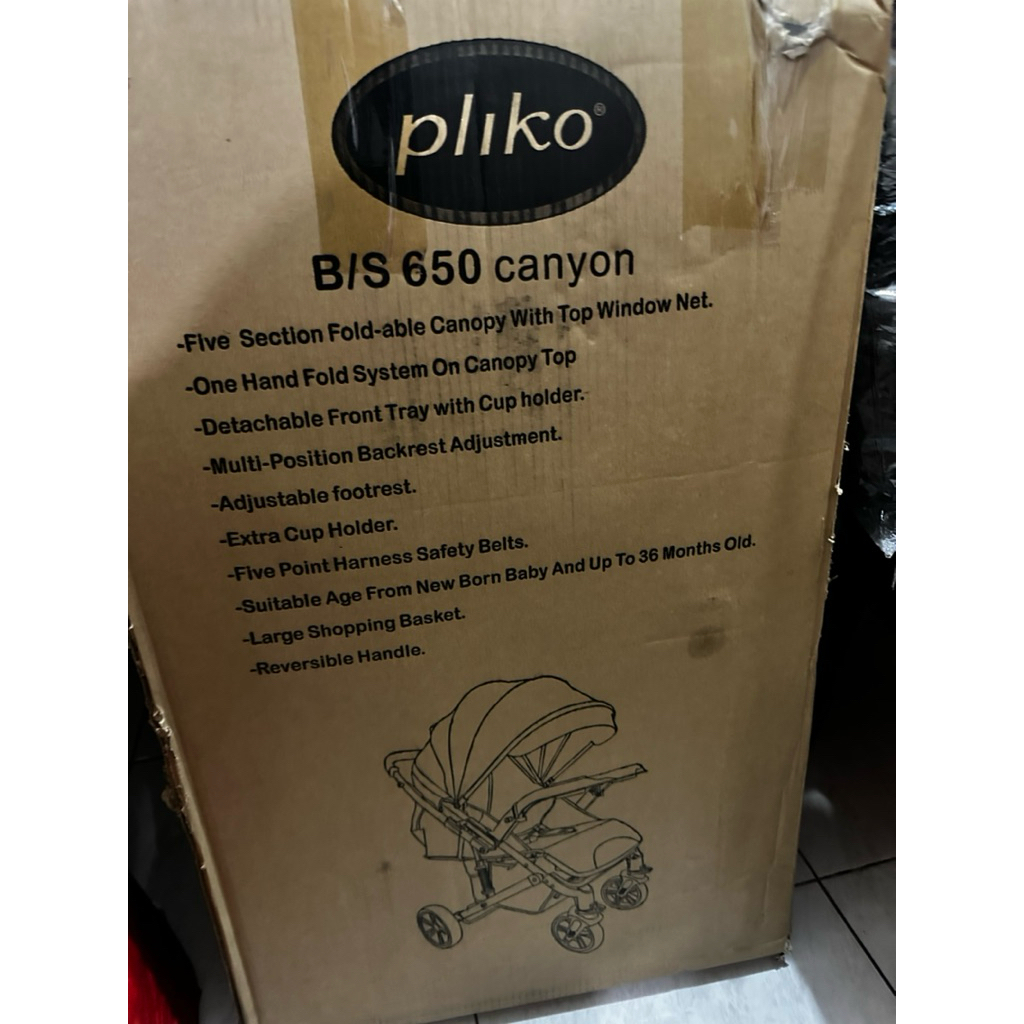 pliko®
B/S 650 canyon
-Five Section Fold-able Canopy With Top Window Net.
-One Hand Fold System On Canopy Top
-Detachable Front Tray with Cup holder.
-Multi-Position Backrest Adjustment.
-Adjustable footrest.
-Extra Cup Holder.
-Five Point Harness Safety Belts.
-Suitable Age From New Born Baby And Up To 36 Months Old.
-Large Shopping Basket.
-Reversible Handle.